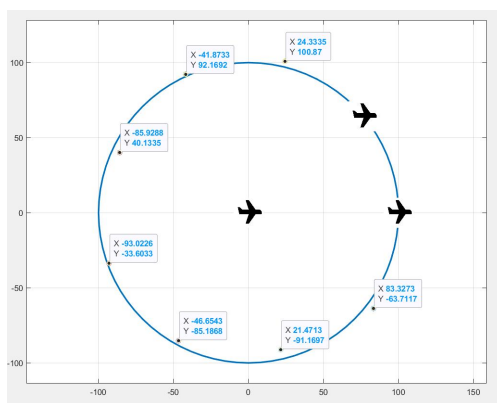 X 24.3335
Y 100.87
X -41.8733
Y 92.1692
100
X -85.9288
Y 40.1335
50
0
X -93.0226
Y -33.6033
-50
X 83.3273
Y -63.7117
X -46.6543
Y -85.1868
X 21.4713
Y -91.1697
-100
-100
-50
0
50
100
150